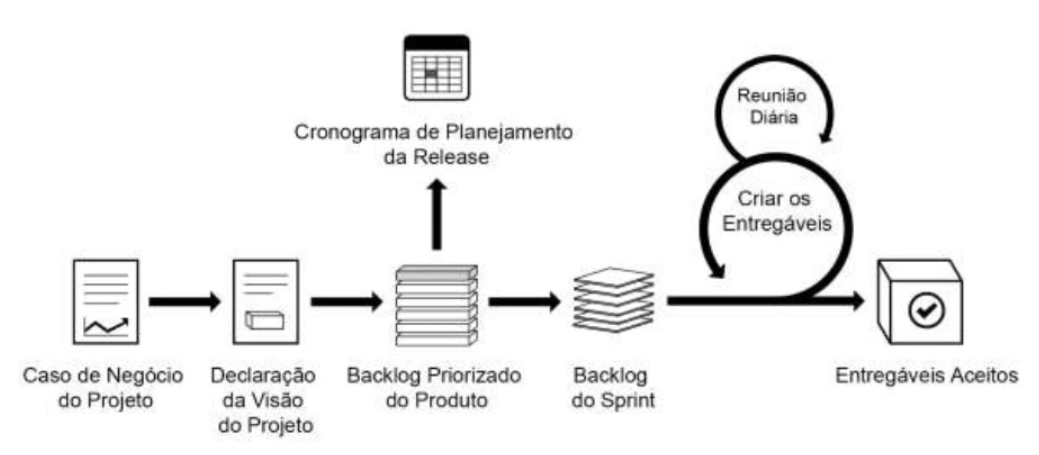 Cronograma de Planejamento
da Release
Reunião
Diária
Criar os
Entregáveis
Caso de Negócio
do Projeto
Declaração
da Visão
do Projeto
Backlog Priorizado
do Produto
Backlog
do Sprint
Entregáveis Aceitos